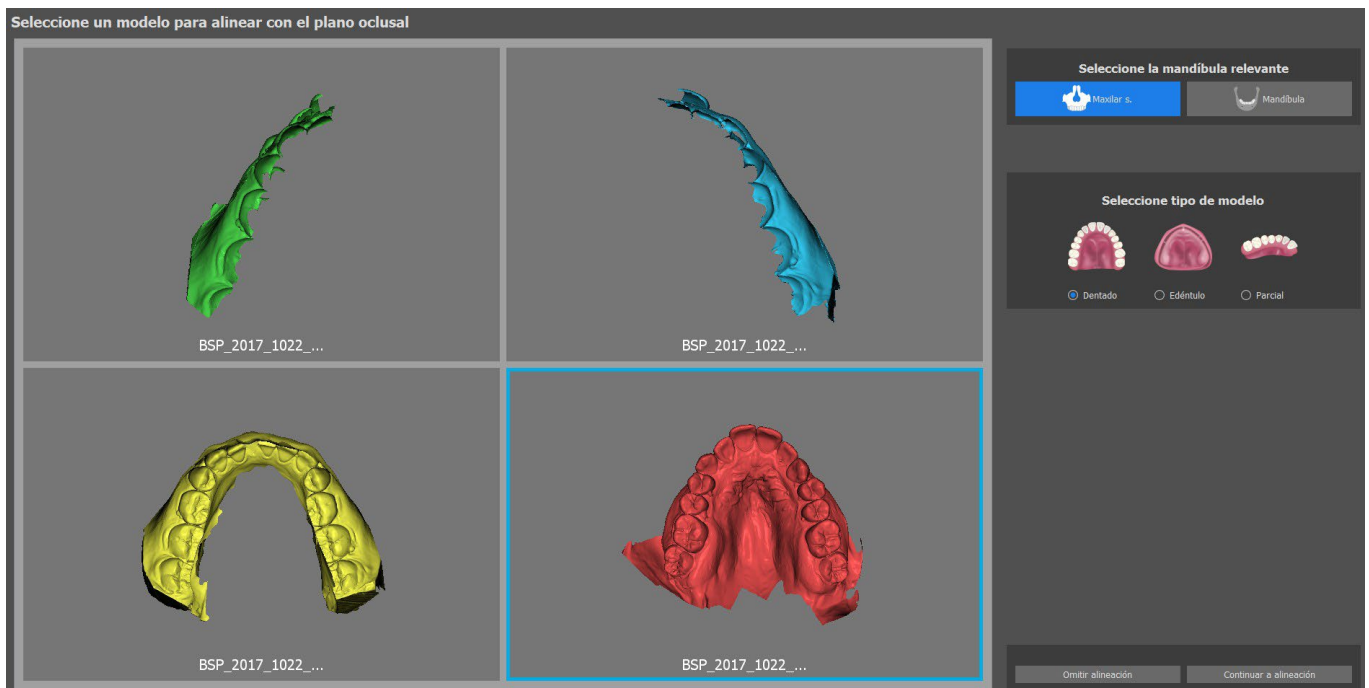 Seleccione un modelo para alinear con el plano oclusal
Seleccione la mandíbula relevante
Maxilar s.
Mandíbula
Seleccione tipo de modelo
Dentado
Edéntulo
Parcial
BSP_2017_1022_...
BSP_2017_1022_...
BSP_2017_1022_...
BSP_2017_1022_...
Omitir alineación
Continuar a alineación